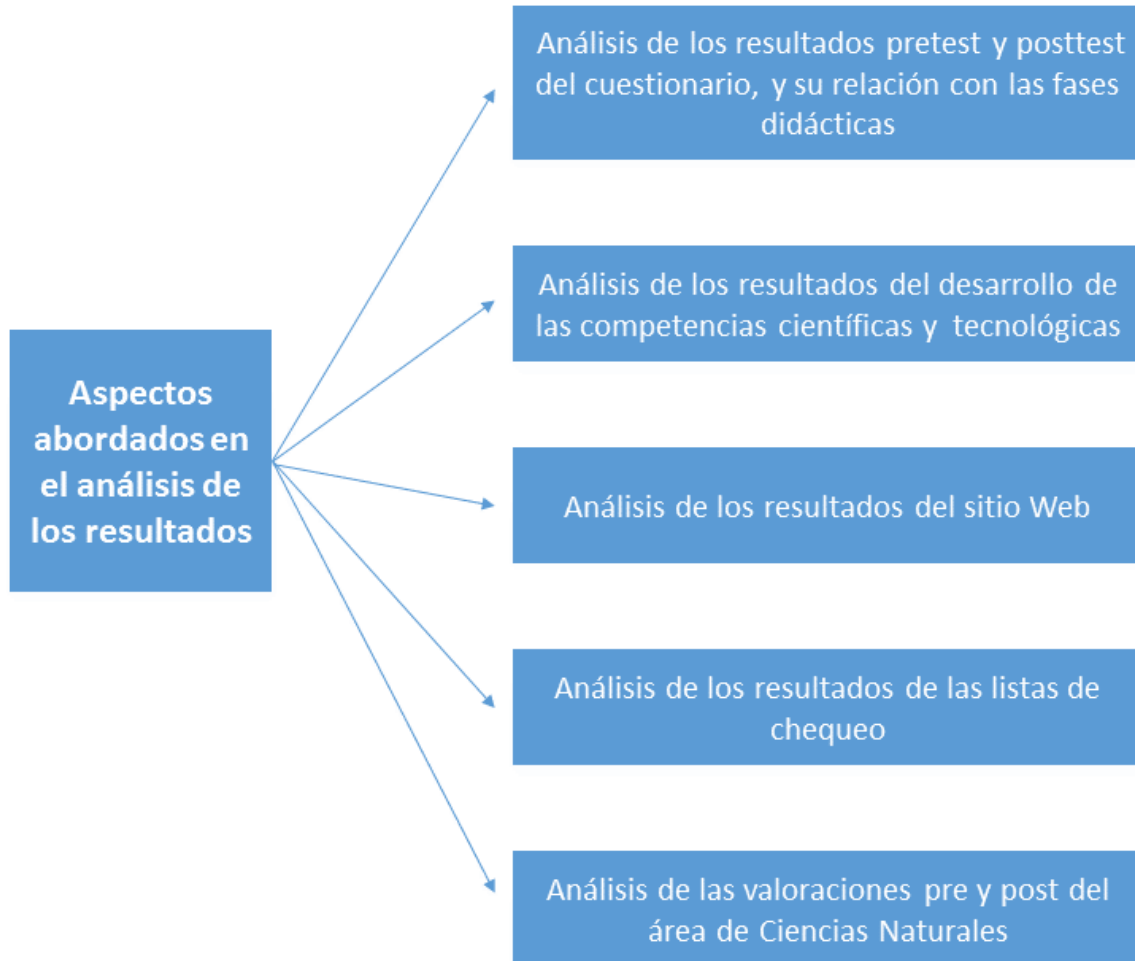 Análisis de los resultados pretest y posttest
del cuestionario, y su relación con las fases
didácticas
Análisis de los resultados del desarrollo de
las competencias científicas y tecnológicas
Aspectos
abordados en
el análisis de
los resultados
Análisis de los resultados del sitio Web
Análisis de los resultados de las listas de
chequeo
Análisis de las valoraciones pre y post del
área de Ciencias Naturales